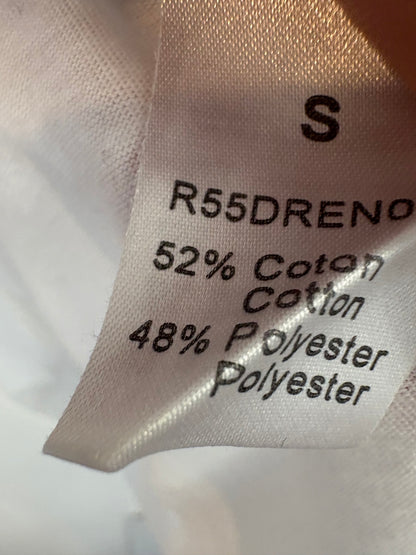 S
R55DRENO
52% Coton
Cotton
48% Polyester
Polyester